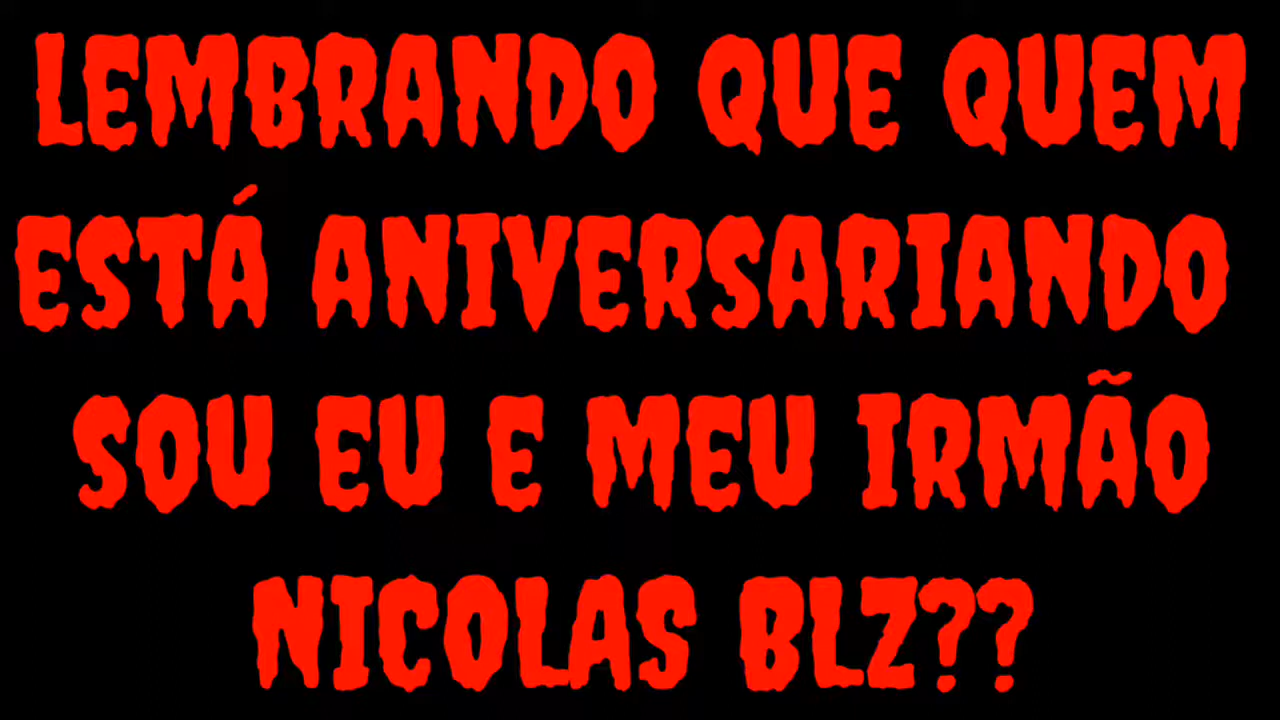 LEMBRANDO QUE QUEM
ESTÁ ANIVERSARIANDO
SOU EU E MEU IRMÃO
NICOLAS BLZ??